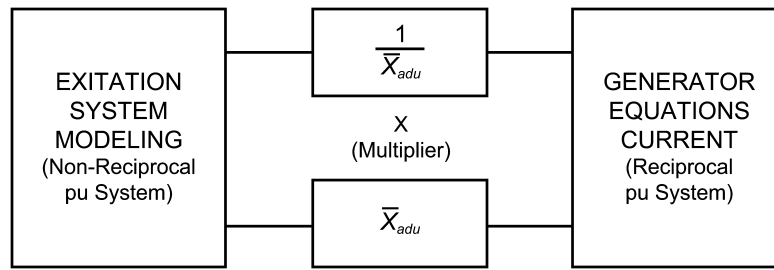 EXITATION
SYSTEM
MODELING
(Non-Reciprocal
pu System)
1
X̅adu
X
(Multiplier)
X̅adu
GENERATOR
EQUATIONS
CURRENT
(Reciprocal
pu System)